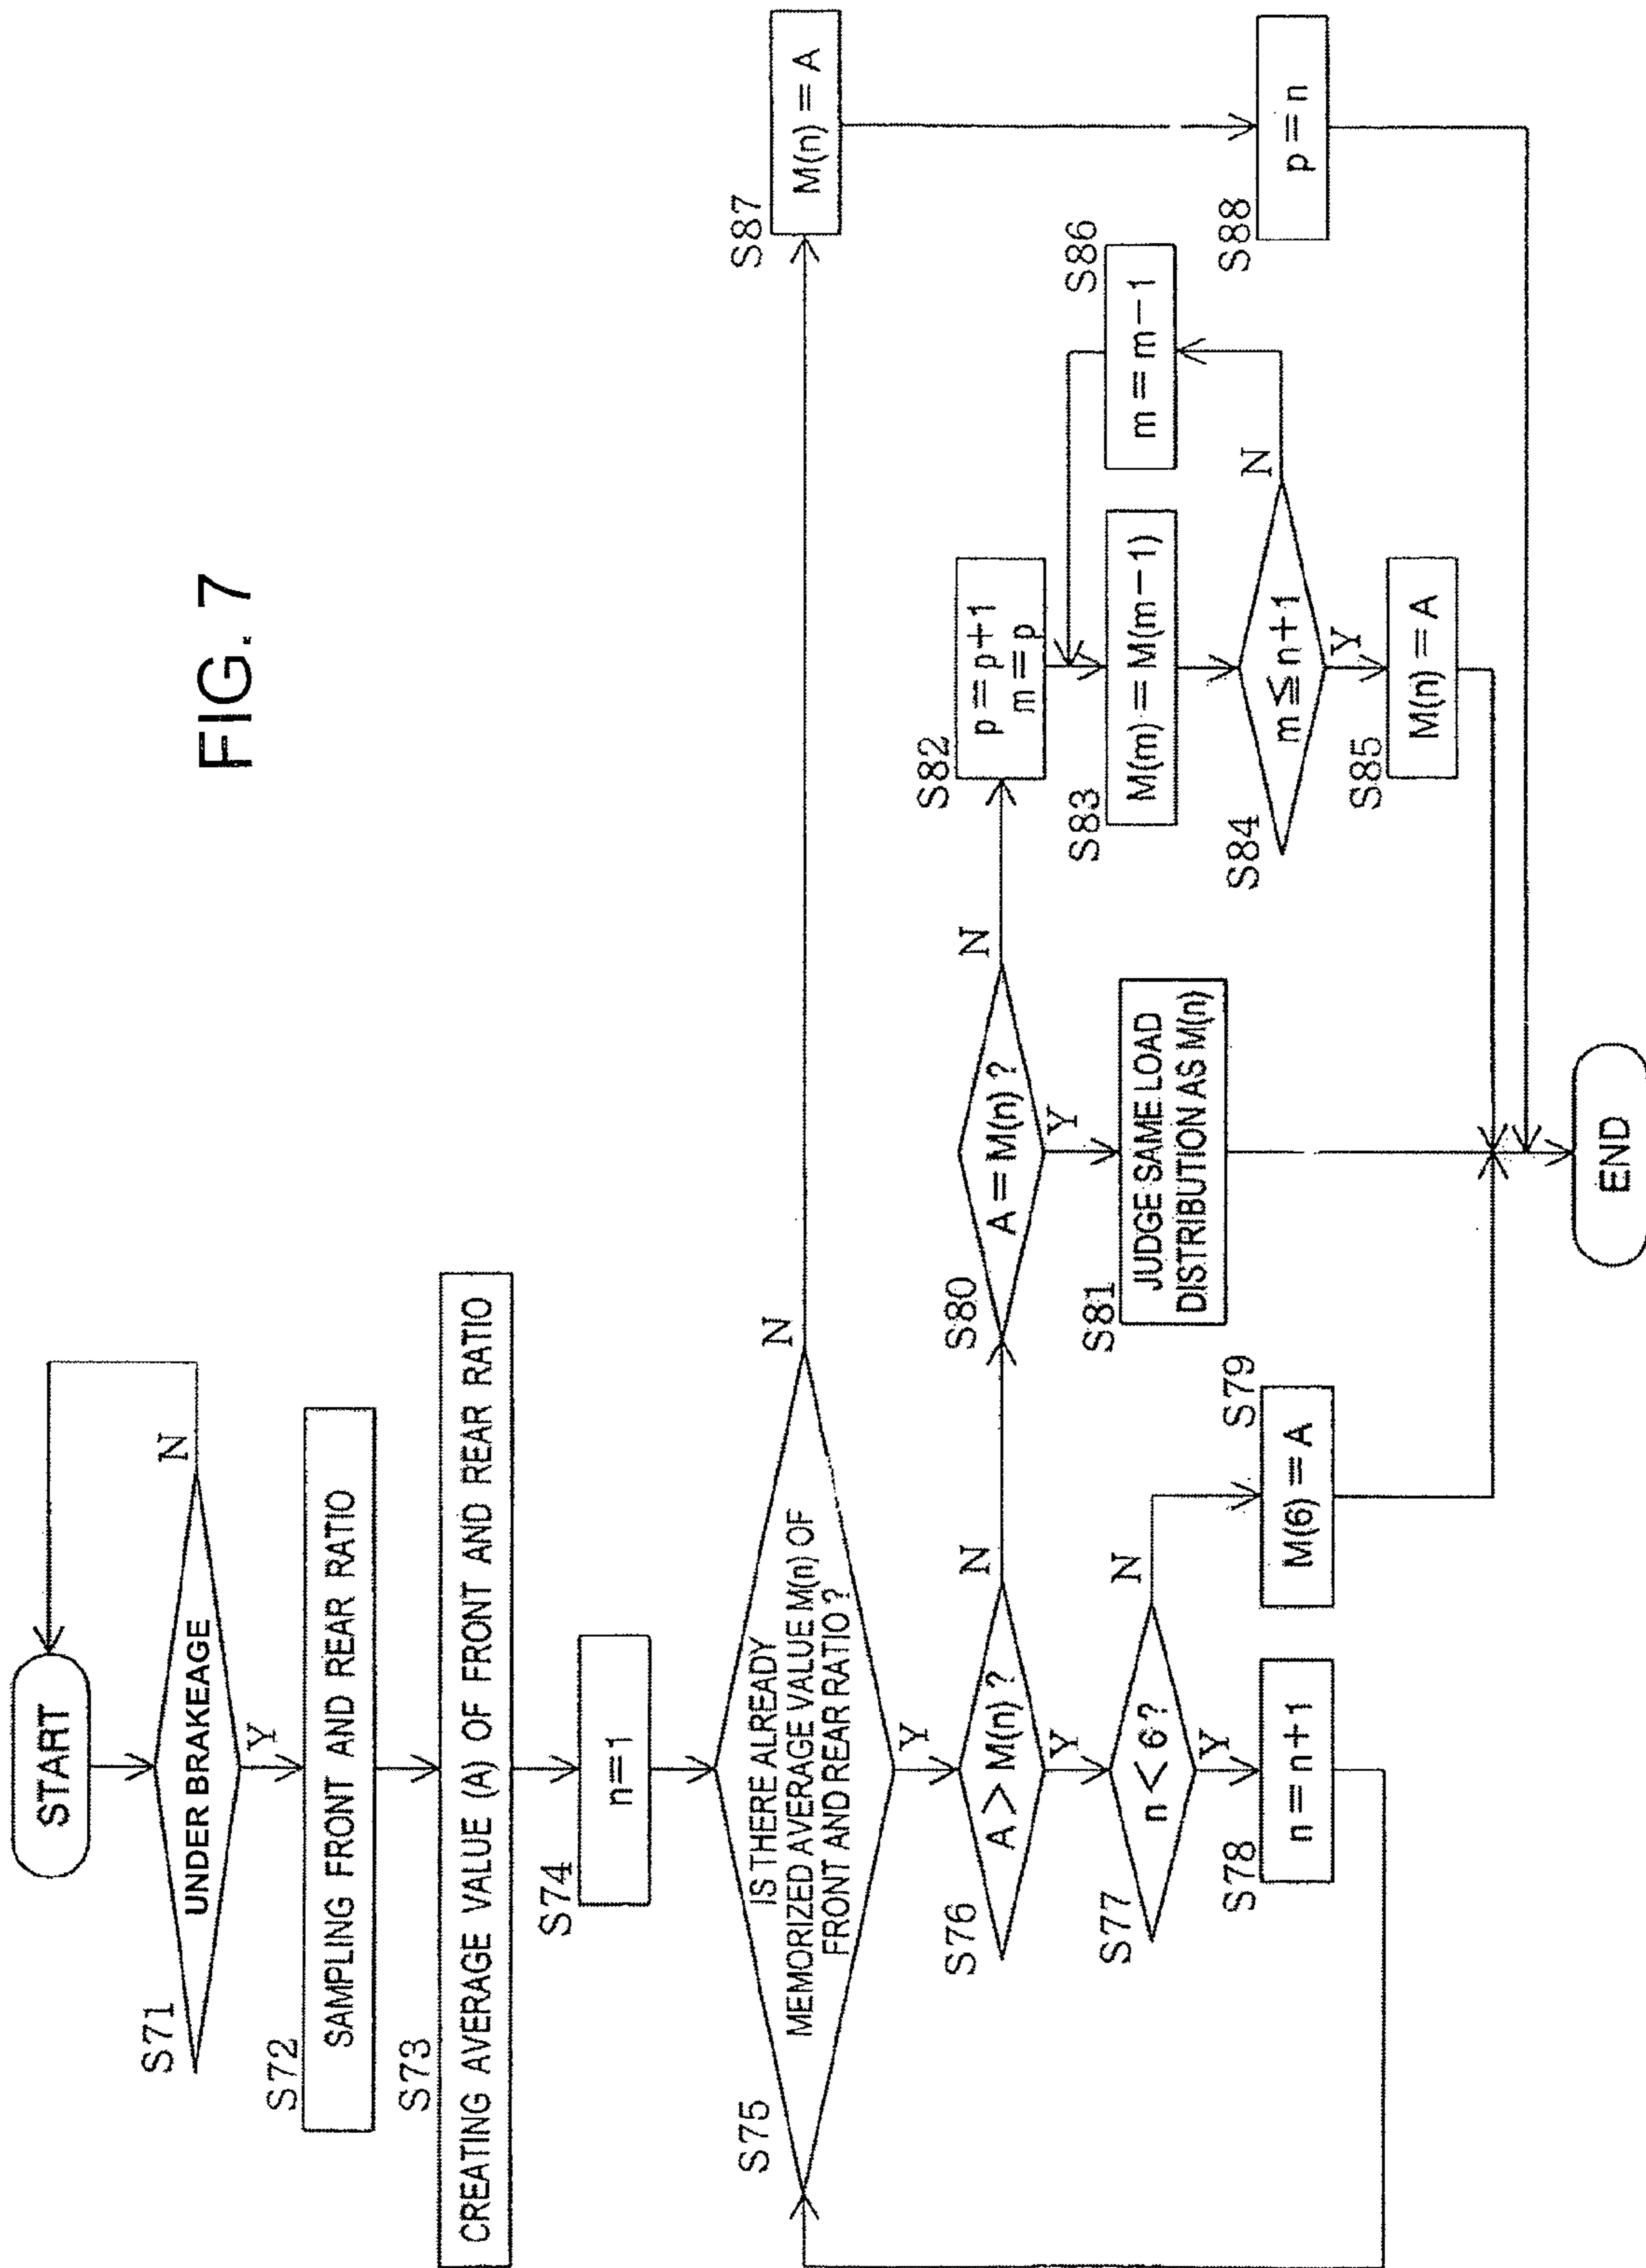 FIG. 7
START
S71
UNDER BRAKEAGE
N
Y
S72
SAMPLING FRONT AND REAR RATIO
S73
CREATING AVERAGE VALUE (A) OF FRONT AND REAR RATIO
S74
n=1
S75
IS THERE ALREADY
MEMORIZED AVERAGE VALUE M(n) OF
FRONT AND REAR RATIO ?
N
Y
S76
A > M(n) ?
N
Y
S77
n < 6 ?
N
Y
S78
n = n+1
S79
M(6) = A
S80
A = M(n) ?
N
Y
S81
JUDGE SAME LOAD
DISTRIBUTION AS M(n)
S82
p = p+1
m = p
S83
M(m) = M(m-1)
S84
m ≦ n+1
N
Y
S85
M(n) = A
S86
m = m-1
S87
M(n) = A
S88
p = n
END